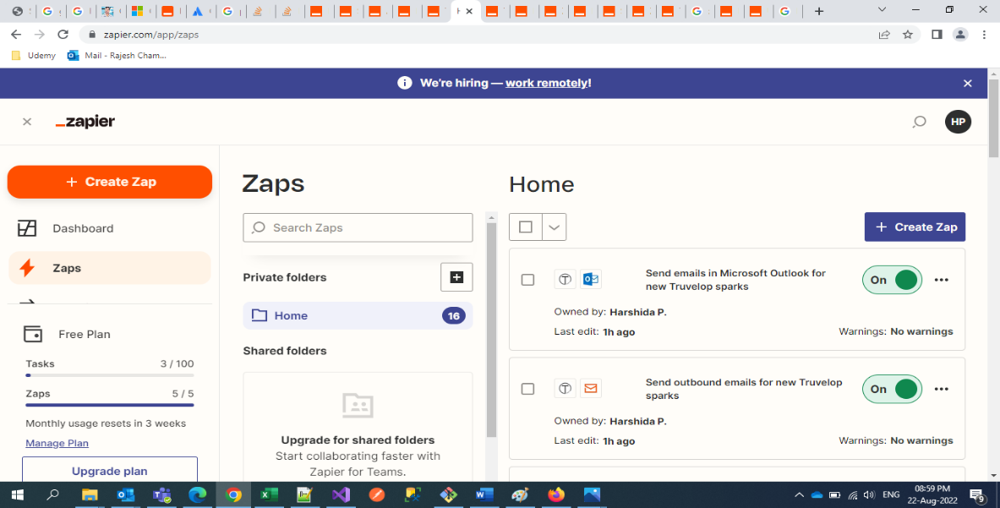 zapier.com/app/zaps
Udemy
Mail - Rajesh Cham...
We're hiring — work remotely!
zapier
HP
+ Create Zap
Dashboard
Zaps
Free Plan
Tasks 3 / 100
Zaps 5 / 5
Monthly usage resets in 3 weeks
Manage Plan
Upgrade plan
Zaps
Search Zaps
Private folders
Home 16
Shared folders
Upgrade for shared folders
Start collaborating faster with
Zapier for Teams.
Home
+ Create Zap
Send emails in Microsoft Outlook for
new Truvelop sparks
On
Owned by: Harshida P.
Last edit: 1h ago
Warnings: No warnings
Send outbound emails for new Truvelop
sparks
On
Owned by: Harshida P.
Last edit: 1h ago
Warnings: No warnings
ENG
08:59 PM
22-Aug-2022
9